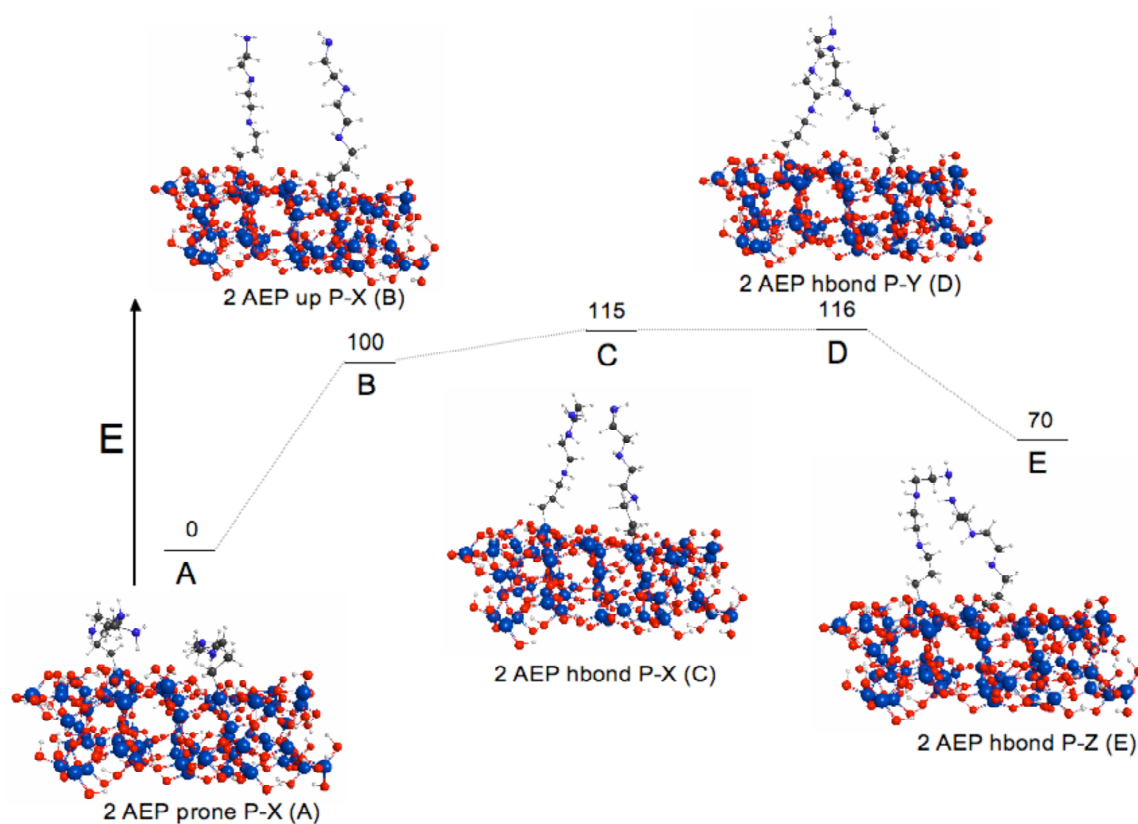 2 AEP up P-X (B)
2 AEP hbond P-Y (D)
E
100
B
115
C
116
D
70
E
0
A
2 AEP hbond P-X (C)
2 AEP hbond P-Z (E)
2 AEP prone P-X (A)